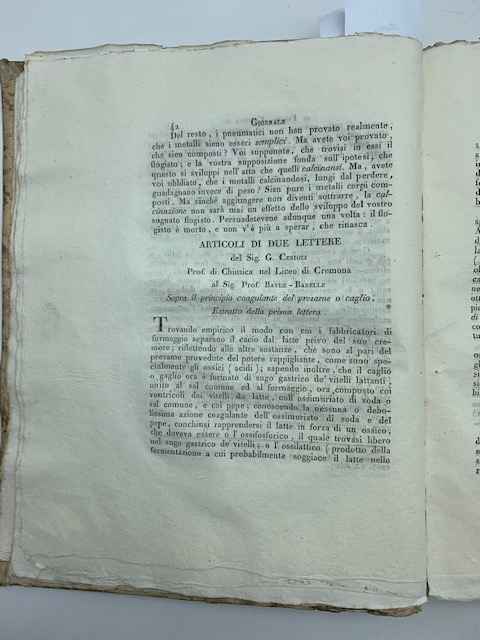 42 GIORNALE
Del resto, i pneumatici non han provato realmente,
che i metalli sieno esseri semplici. Ma avete voi provato,
che sien composti? Voi supponete, che trovisi in essi il
flogisto; e la vostra supposizione fonda sull'ipotesi, che
questo si sviluppi nell'atto che quelli calcinansi. Ma, avete
voi obbliato, che i metalli calcinandosi, lungi dal perdere,
guadagnano invece di peso? Sian pure i metalli corpi com-
posti. Ma sinchè aggiungere non diventi sottrarre, la cal-
cinazione non sarà mai un effetto dello sviluppo del vostro
sognato flogisto. Persuadetevene adunque una volta: il flo-
gisto è morto, e non v'è più a sperar, che rinasca.
ARTICOLI DI DUE LETTERE
del Sig. G. CERIOLI
Prof. di Chimica nel Liceo di Cremona
al Sig. Prof. BAYLE-BARELLE
Sopra il principio coagulante del presame o caglio.
Estratto della prima lettera.
Trovando empirico il modo con cui i fabbricatori di
formaggio separano il cacio dal latte privo del suo cre-
more; riflettendo alle altre sostanze, che sono al pari del
presame provedute del potere rappigliante, come sono spe-
cialmente gli ossici (acidi); sapendo inoltre, che il caglio
o gaglio ora è formato di sugo gastrico de' vitelli lattanti,
unito al sal comune ed al formaggio, ora composto coi
ventricoli dei vitelli da latte, coll'ossimuriato di soda o
sal comune, e col pepe; conoscendo la nessuna o debo-
lissima azione coagulante dell'ossimuriato di soda e del
pepe, conchiusi rapprendersi il latte in forza di un ossico,
che doveva essere o l'ossifosforico, il quale trovasi libero
nel sugo gastrico de' vitelli; o l'ossilattico (prodotto della
fermentazione a cui probabilmente soggiace il latte nello